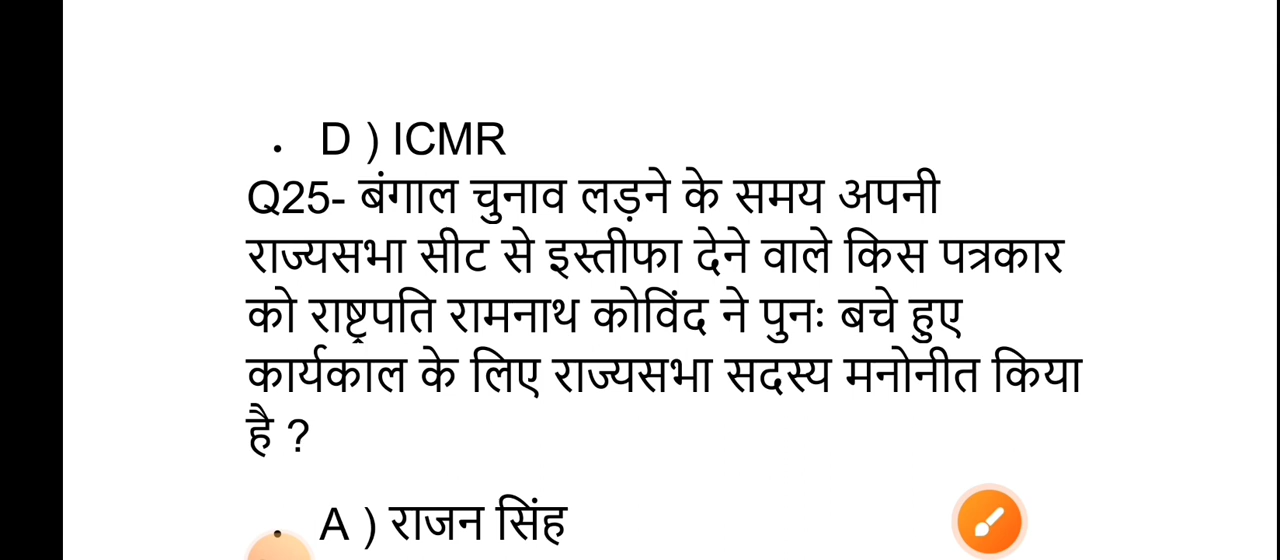 . D ) ICMR
Q25- बंगाल चुनाव लड़ने के समय अपनी
राज्यसभा सीट से इस्तीफा देने वाले किस पत्रकार
को राष्ट्रपति रामनाथ कोविंद ने पुनः बचे हुए
कार्यकाल के लिए राज्यसभा सदस्य मनोनीत किया
है ?
. A ) राजन सिंह